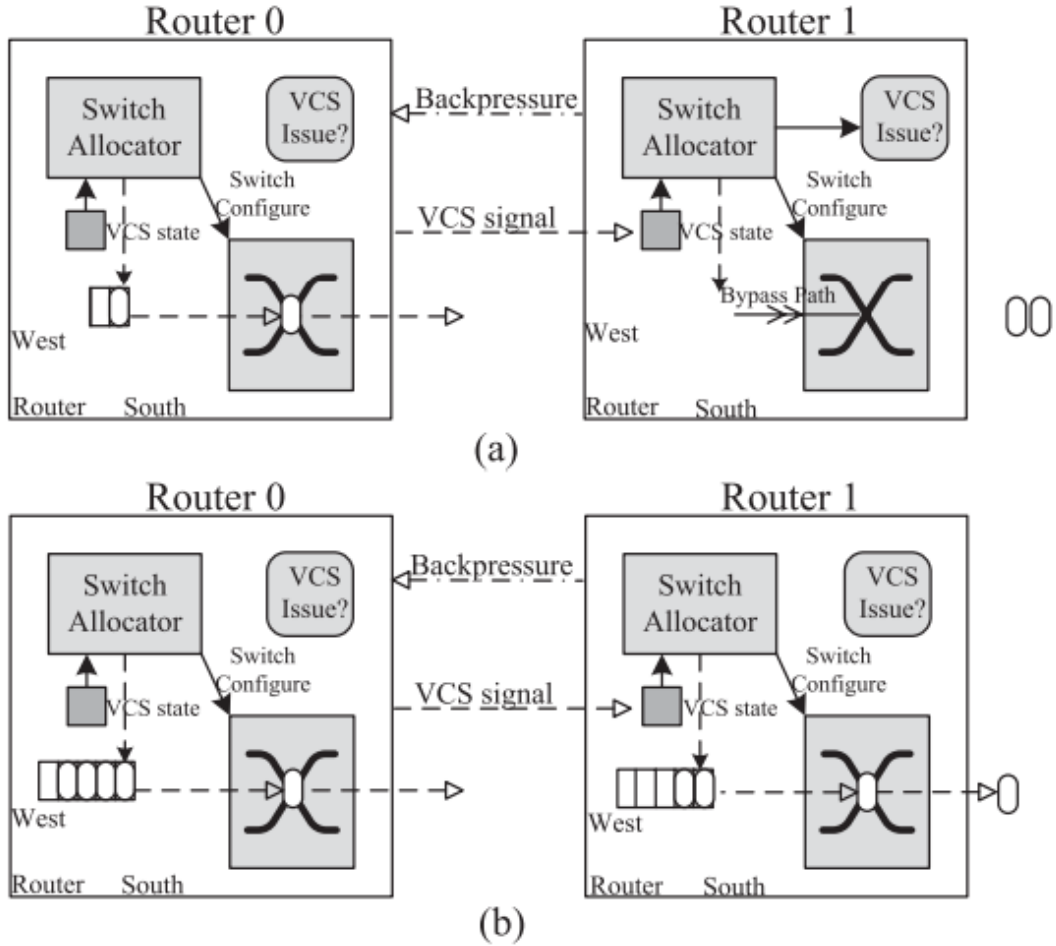 Router 0
Router 1
Switch
Allocator
VCS
Issue?
Backpressure
Switch
Allocator
VCS
Issue?
Switch
Configure
VCS state
VCS signal
Switch
Configure
VCS state
Bypass Path
West
West
Router
South
Router
South
(a)
Router 0
Router 1
Switch
Allocator
VCS
Issue?
Backpressure
Switch
Allocator
VCS
Issue?
Switch
Configure
VCS state
VCS signal
Switch
Configure
VCS state
West
West
Router
South
Router
South
(b)